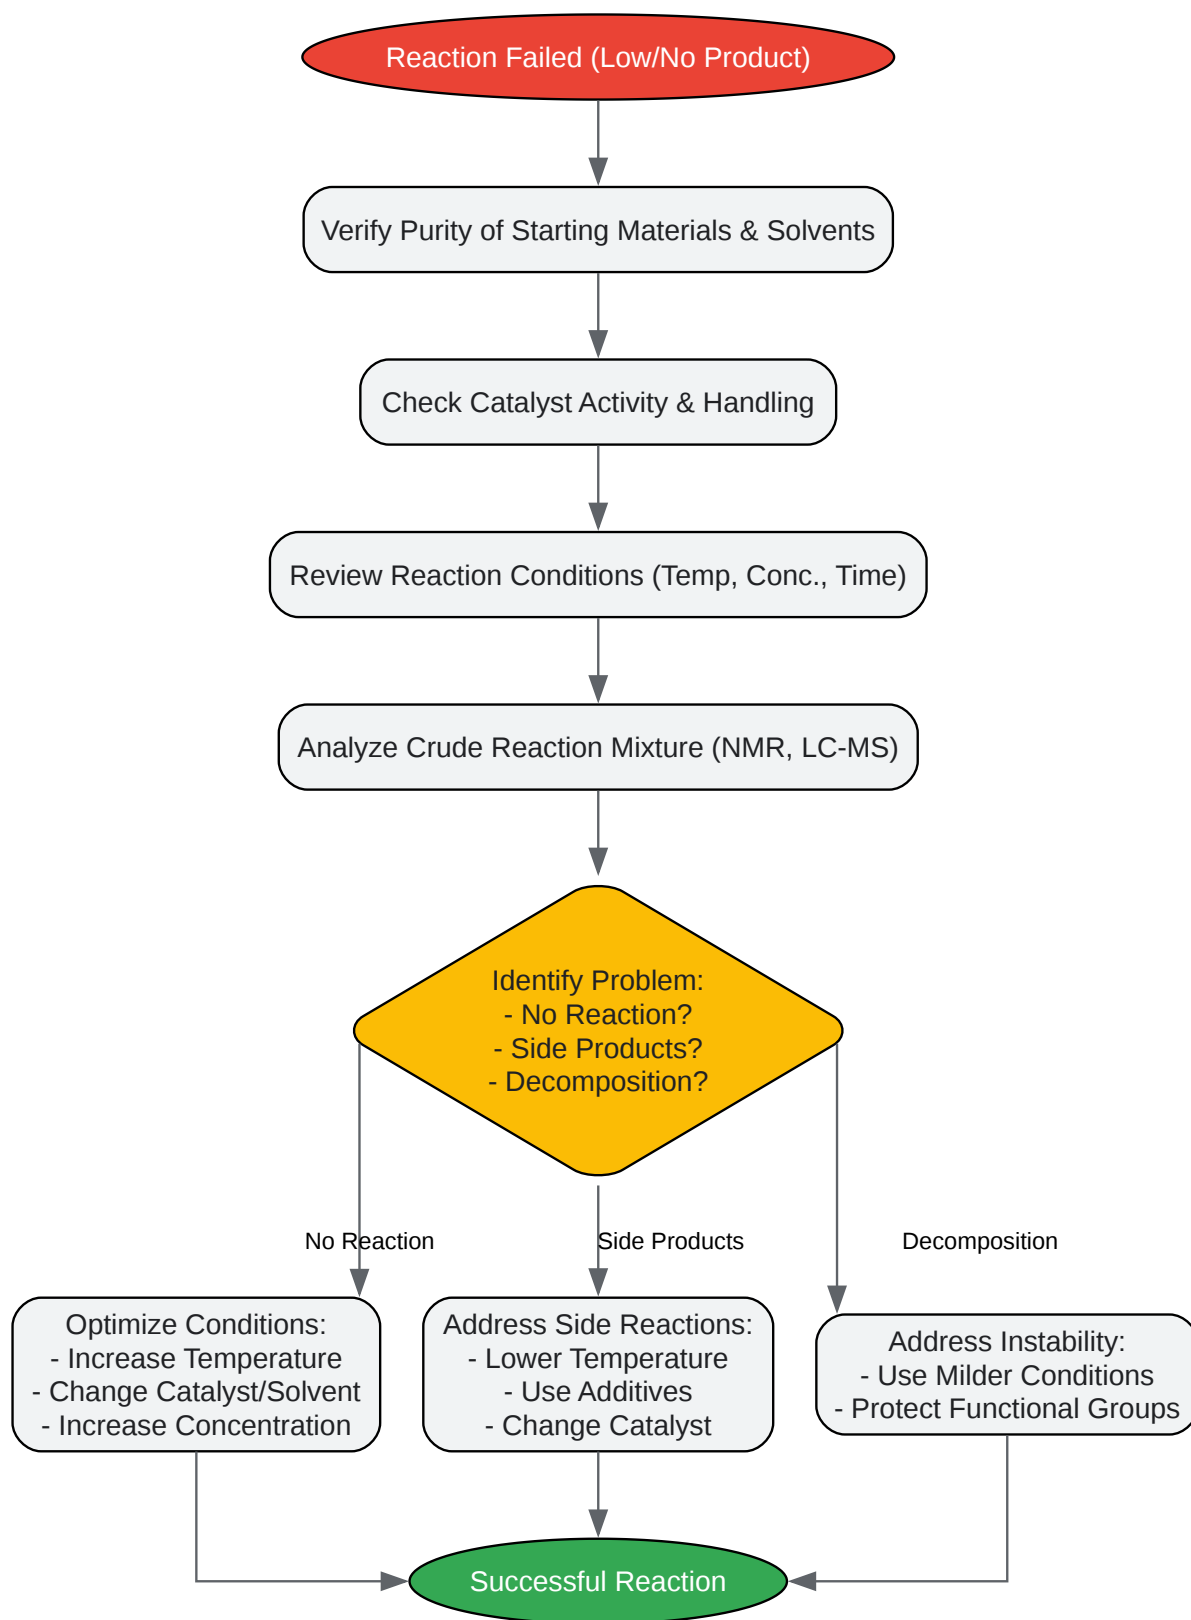 Reaction Failed (Low/No Product)
Verify Purity of Starting Materials & Solvents
Check Catalyst Activity & Handling
Review Reaction Conditions (Temp, Conc., Time)
Analyze Crude Reaction Mixture (NMR, LC-MS)
Identify Problem:
- No Reaction?
- Side Products?
- Decomposition?
No Reaction
Side Products
Decomposition
Optimize Conditions:
- Increase Temperature
- Change Catalyst/Solvent
- Increase Concentration
Address Side Reactions:
- Lower Temperature
- Use Additives
- Change Catalyst
Address Instability:
- Use Milder Conditions
- Protect Functional Groups
Successful Reaction